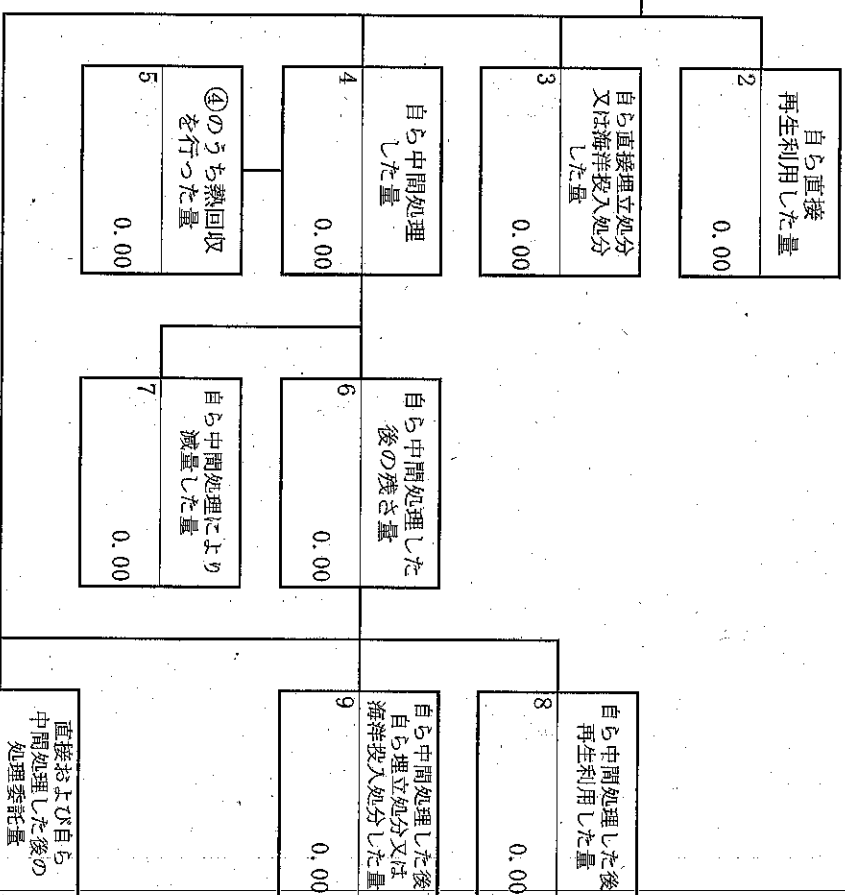 自ら直接
再生利用した量
2
0.00
自ら直接埋立処分
又は海洋投入処分
した量
3
0.00
自ら中間処理
した量
4
0.00
④のうち熱回収
を行った量
5
0.00
自ら中間処理した
後の残さ量
6
0.00
自ら中間処理により
減量した量
7
0.00
自ら中間処理した後
再生利用した量
8
0.00
自ら中間処理した後
自ら埋立処分又は
海洋投入処分した量
9
0.00
直接および自ら
中間処理した後の
処理委託量